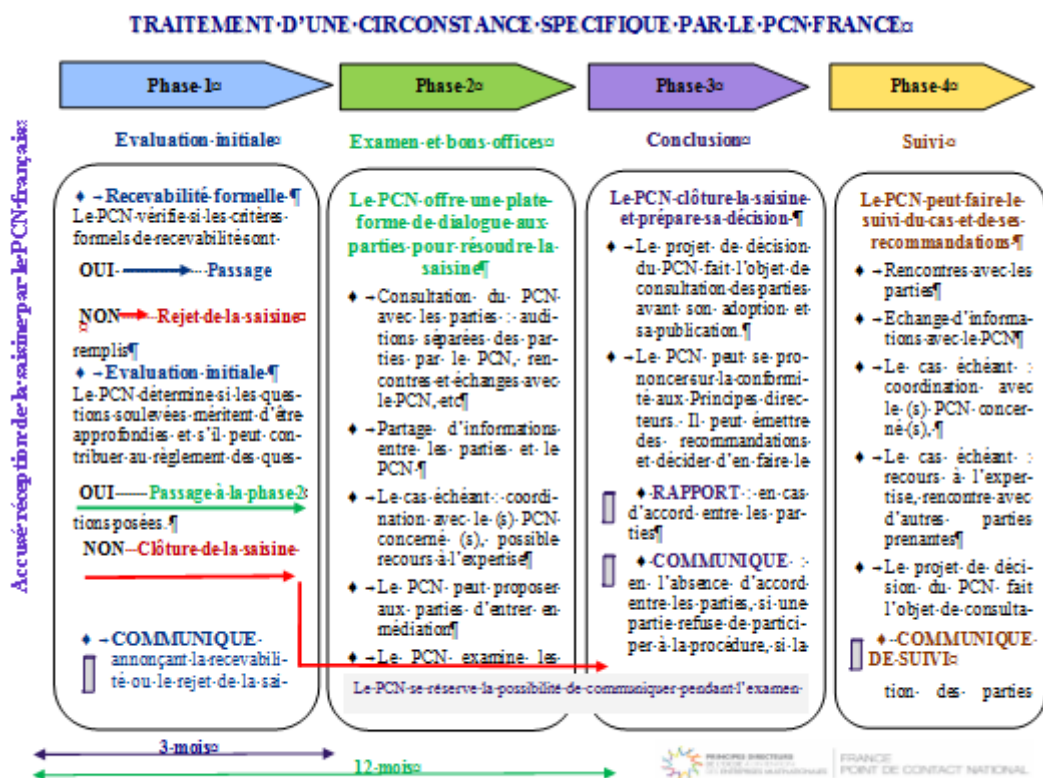 TRAITEMENT D’UNE CIRCONSTANCE SPECIFIQUE PAR LE PCN FRANCE
Phase 1
Phase 2
Phase 3
Phase 4
Accusé réception de la saisine par le PCN français
Evaluation initiale
Examen et bons offices
Conclusion
Suivi
♦ Recevabilité formelle
Le PCN vérifie si les critères
formels de recevabilité sont
OUI Passage
NON Rejet de la saisine
remplis
♦ Evaluation initiale
Le PCN détermine si les ques-
tions soulevées méritent d’être
approfondies et s’il peut con-
tribuer au règlement des ques-
OUI Passage à la phase 2
tions posées.
NON Clôture de la saisine
♦ COMMUNIQUE
annonçant la recevabili-
té ou le rejet de la sai-
Le PCN offre une plate-
forme de dialogue aux
parties pour résoudre la
saisine
♦ Consultation du PCN
avec les parties : audi-
tions séparées des par-
ties par le PCN, ren-
contres et échanges avec
le PCN, etc
♦ Partage d’informations
entre les parties et le
PCN
♦ Le cas échéant : coordi-
nation avec le (s) PCN
concerné (s), possible
recours à l’expertise
♦ Le PCN peut proposer
aux parties d’entrer en
médiation
♦ Le PCN examine les
Le PCN clôture la saisine
et prépare sa décision
♦ Le projet de décision
du PCN fait l’objet de
consultation des parties
avant son adoption et
sa publication.
♦ Le PCN peut se pro-
noncer sur la conformi-
té aux Principes direc-
teurs. Il peut émettre
des recommandations
et décider d’en faire le
♦ RAPPORT : en cas
d’accord entre les par-
ties
♦ COMMUNIQUE :
en l’absence d’accord
entre les parties, si une
partie refuse de partici-
per à la procédure, si la
Le PCN peut faire le
suivi du cas et de ses
recommandations
♦ Rencontres avec les
parties
♦ Echange d’informa-
tions avec le PCN
♦ Le cas échéant :
coordination avec
le (s) PCN concer-
né (s),
♦ Le cas échéant :
recours à l’exper-
tise, rencontre avec
d’autres parties
prenantes
♦ Le projet de déci-
sion du PCN fait
l’objet de consulta-
♦ COMMUNIQUE
DE SUIVI
tion des parties
Le PCN se réserve la possibilité de communiquer pendant l’examen
3 mois
12 mois
PRINCIPES DIRECTEURS
ENTREPRISES MULTINATIONALES
FRANCE
POINT DE CONTACT NATIONAL